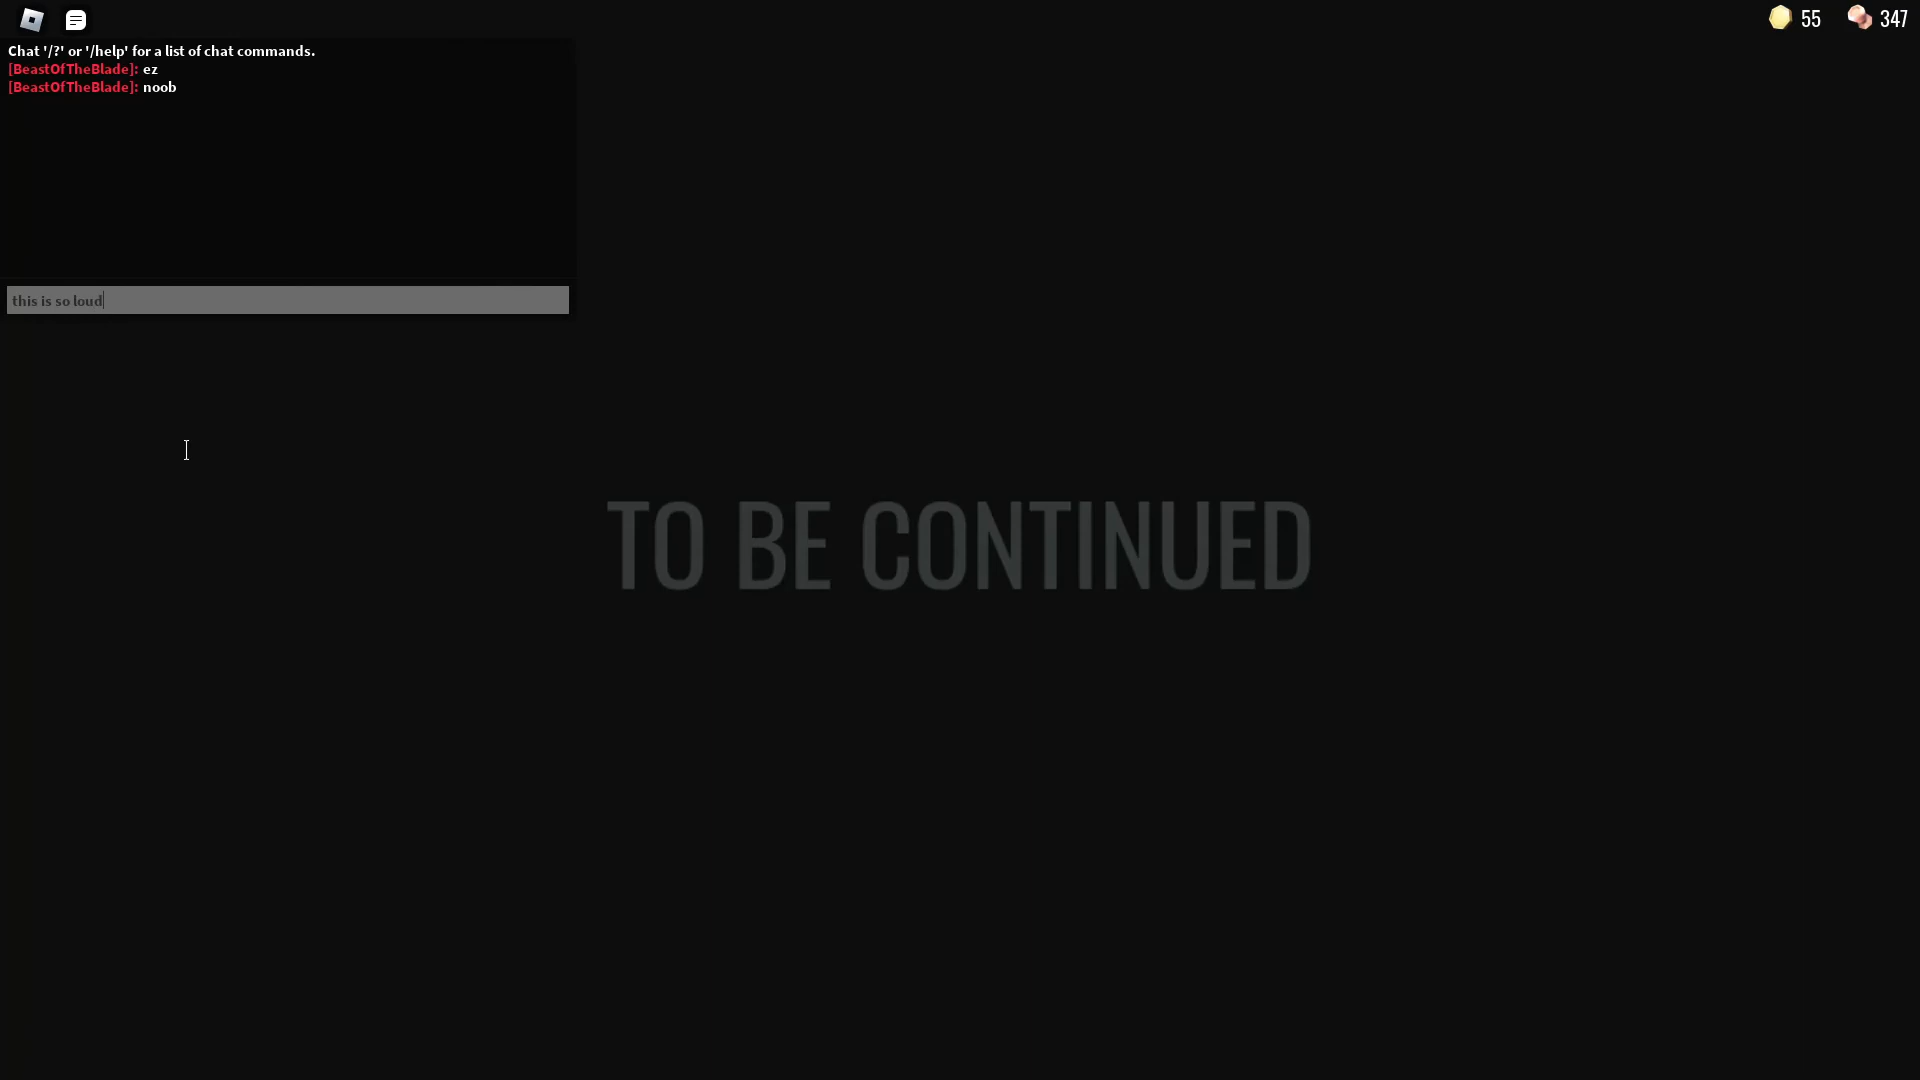 55
347
Chat '/?' or '/help' for a list of chat commands.
[BeastOfTheBlade]: ez
[BeastOfTheBlade]: noob
this is so loud
TO BE CONTINUED